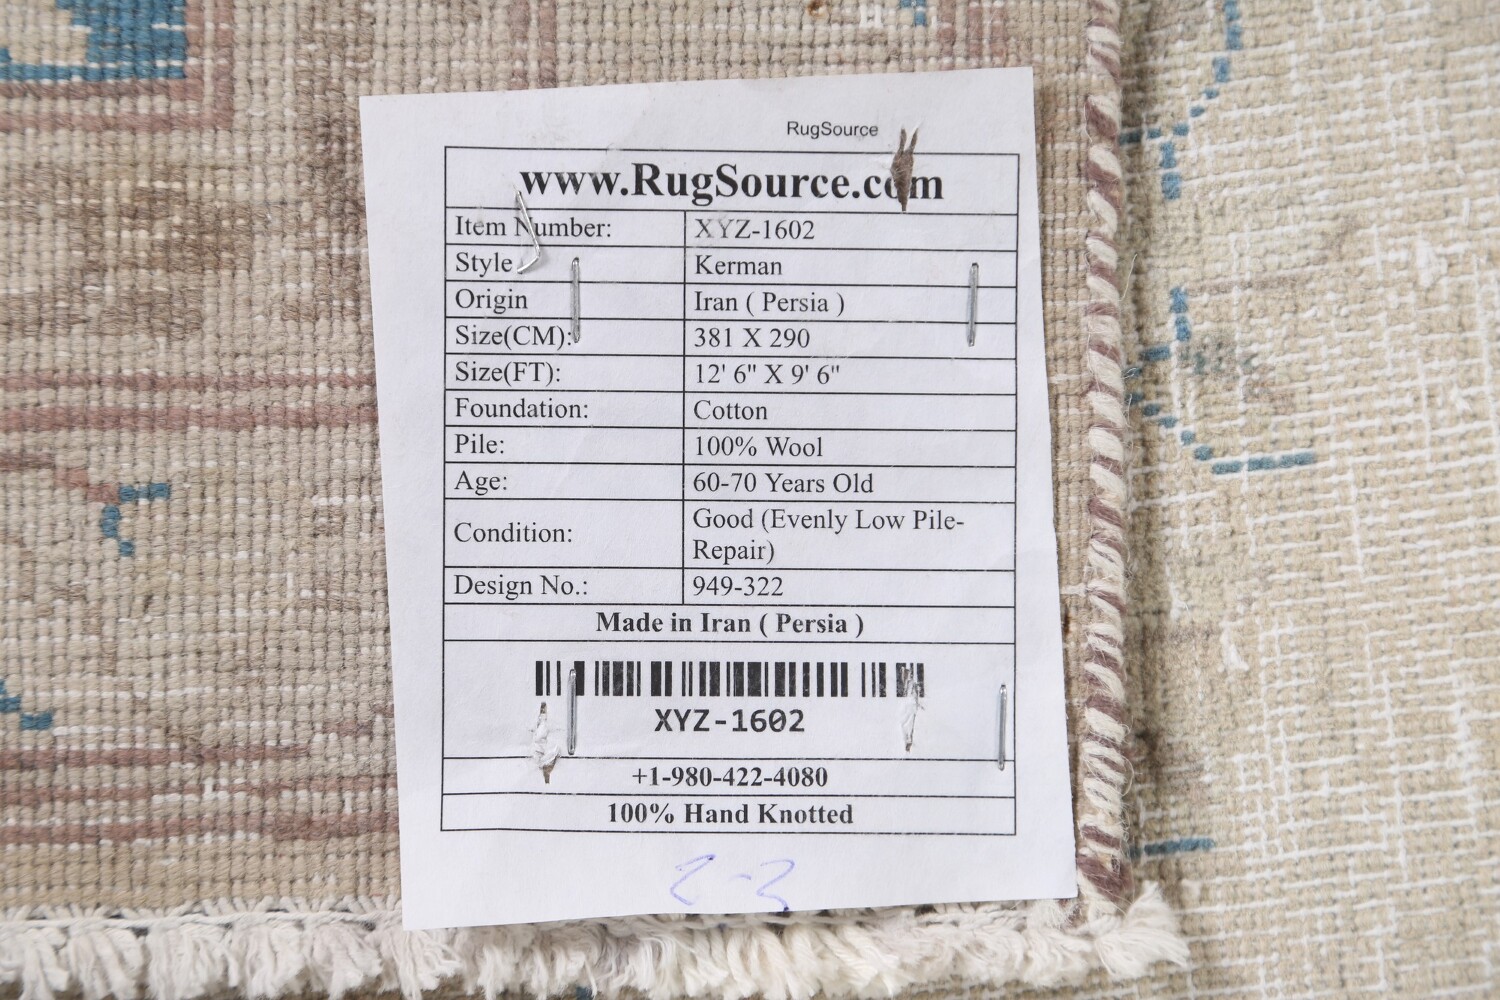 RugSource
www.RugSource.com
Item Number: XYZ-1602
Style Kerman
Origin Iran ( Persia )
Size(CM): 381 X 290
Size(FT): 12' 6" X 9' 6"
Foundation: Cotton
Pile: 100% Wool
Age: 60-70 Years Old
Condition: Good (Evenly Low Pile-
Repair)
Design No.: 949-322
Made in Iran ( Persia )
XYZ-1602
+1-980-422-4080
100% Hand Knotted
2-2